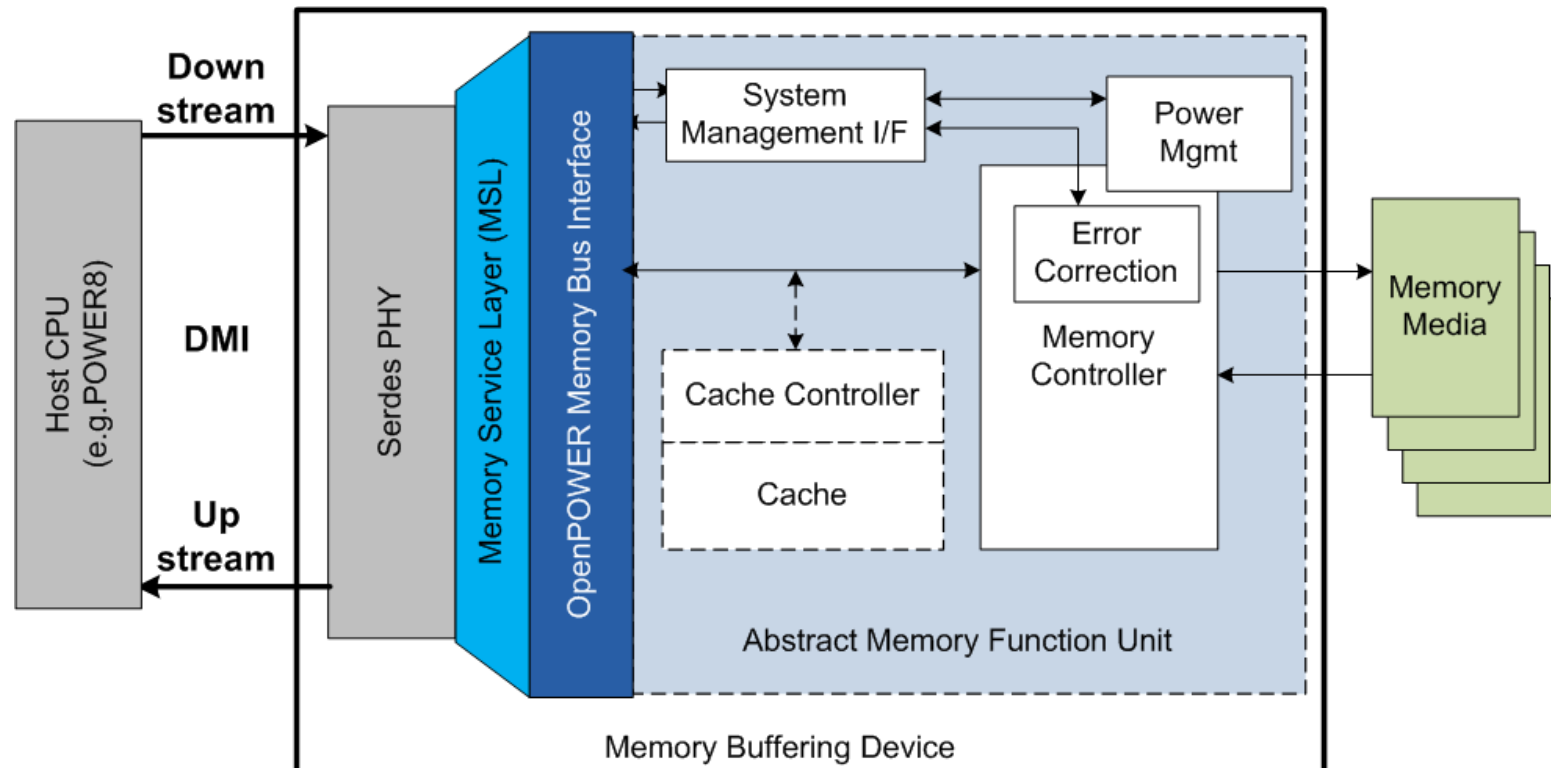 Down
stream
Host CPU
(e.g.POWER8)
DMI
Up
stream
Serdes PHY
Memory Service Layer (MSL)
OpenPOWER Memory Bus Interface
System
Management I/F
Power
Mgmt
Error
Correction
Memory
Controller
Cache Controller
Cache
Abstract Memory Function Unit
Memory Buffering Device
Memory
Media